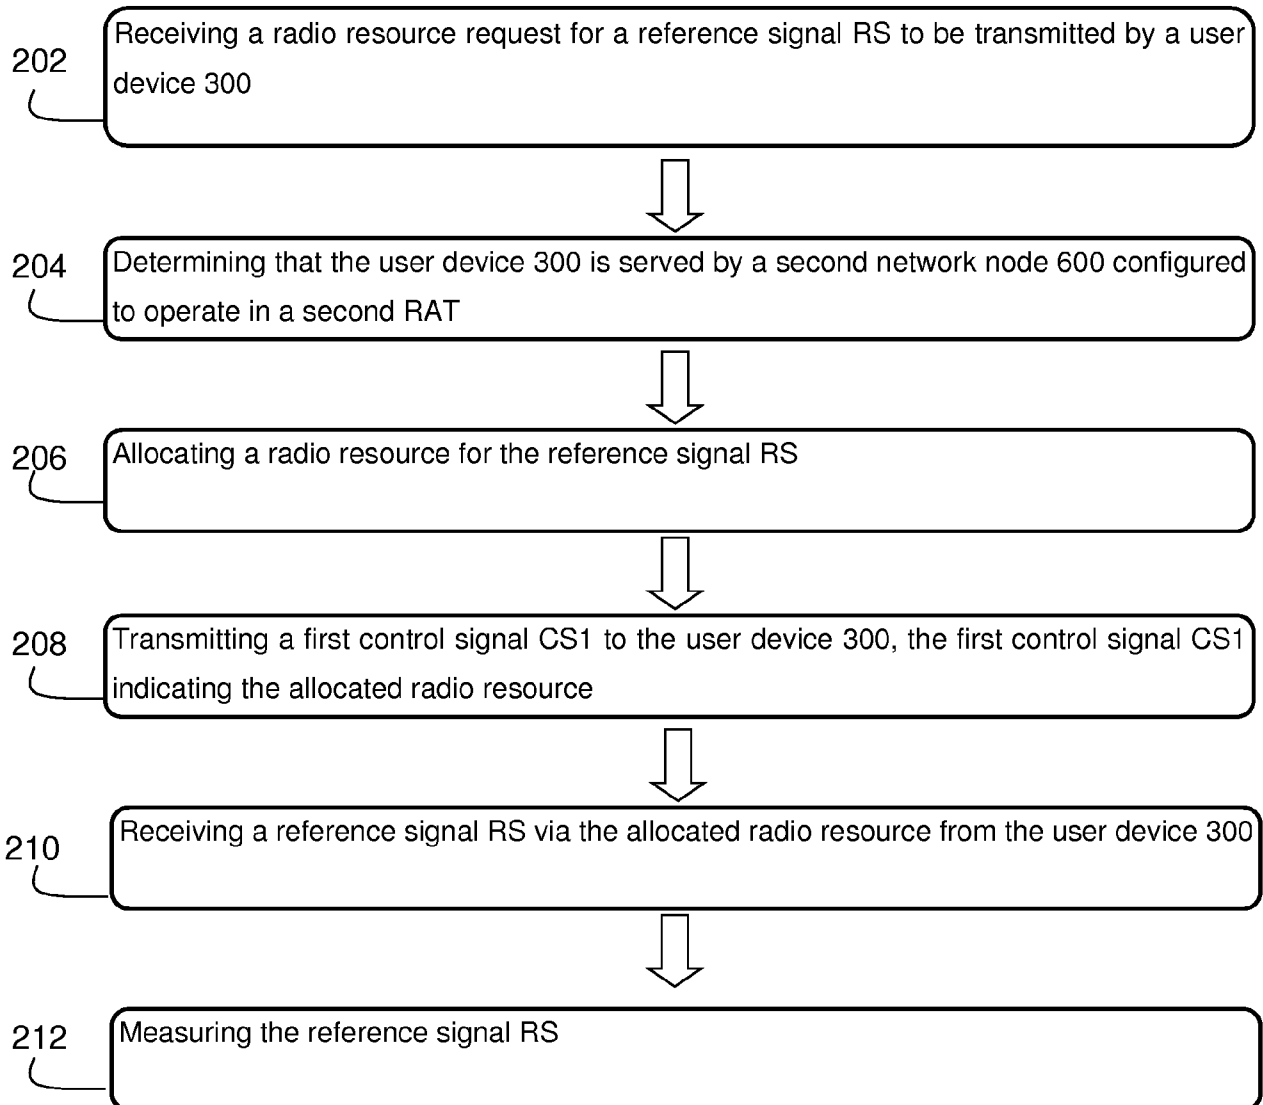 202
Receiving a radio resource request for a reference signal RS to be transmitted by a user
device 300
204
Determining that the user device 300 is served by a second network node 600 configured
to operate in a second RAT
206
Allocating a radio resource for the reference signal RS
208
Transmitting a first control signal CS1 to the user device 300, the first control signal CS1
indicating the allocated radio resource
210
Receiving a reference signal RS via the allocated radio resource from the user device 300
212
Measuring the reference signal RS